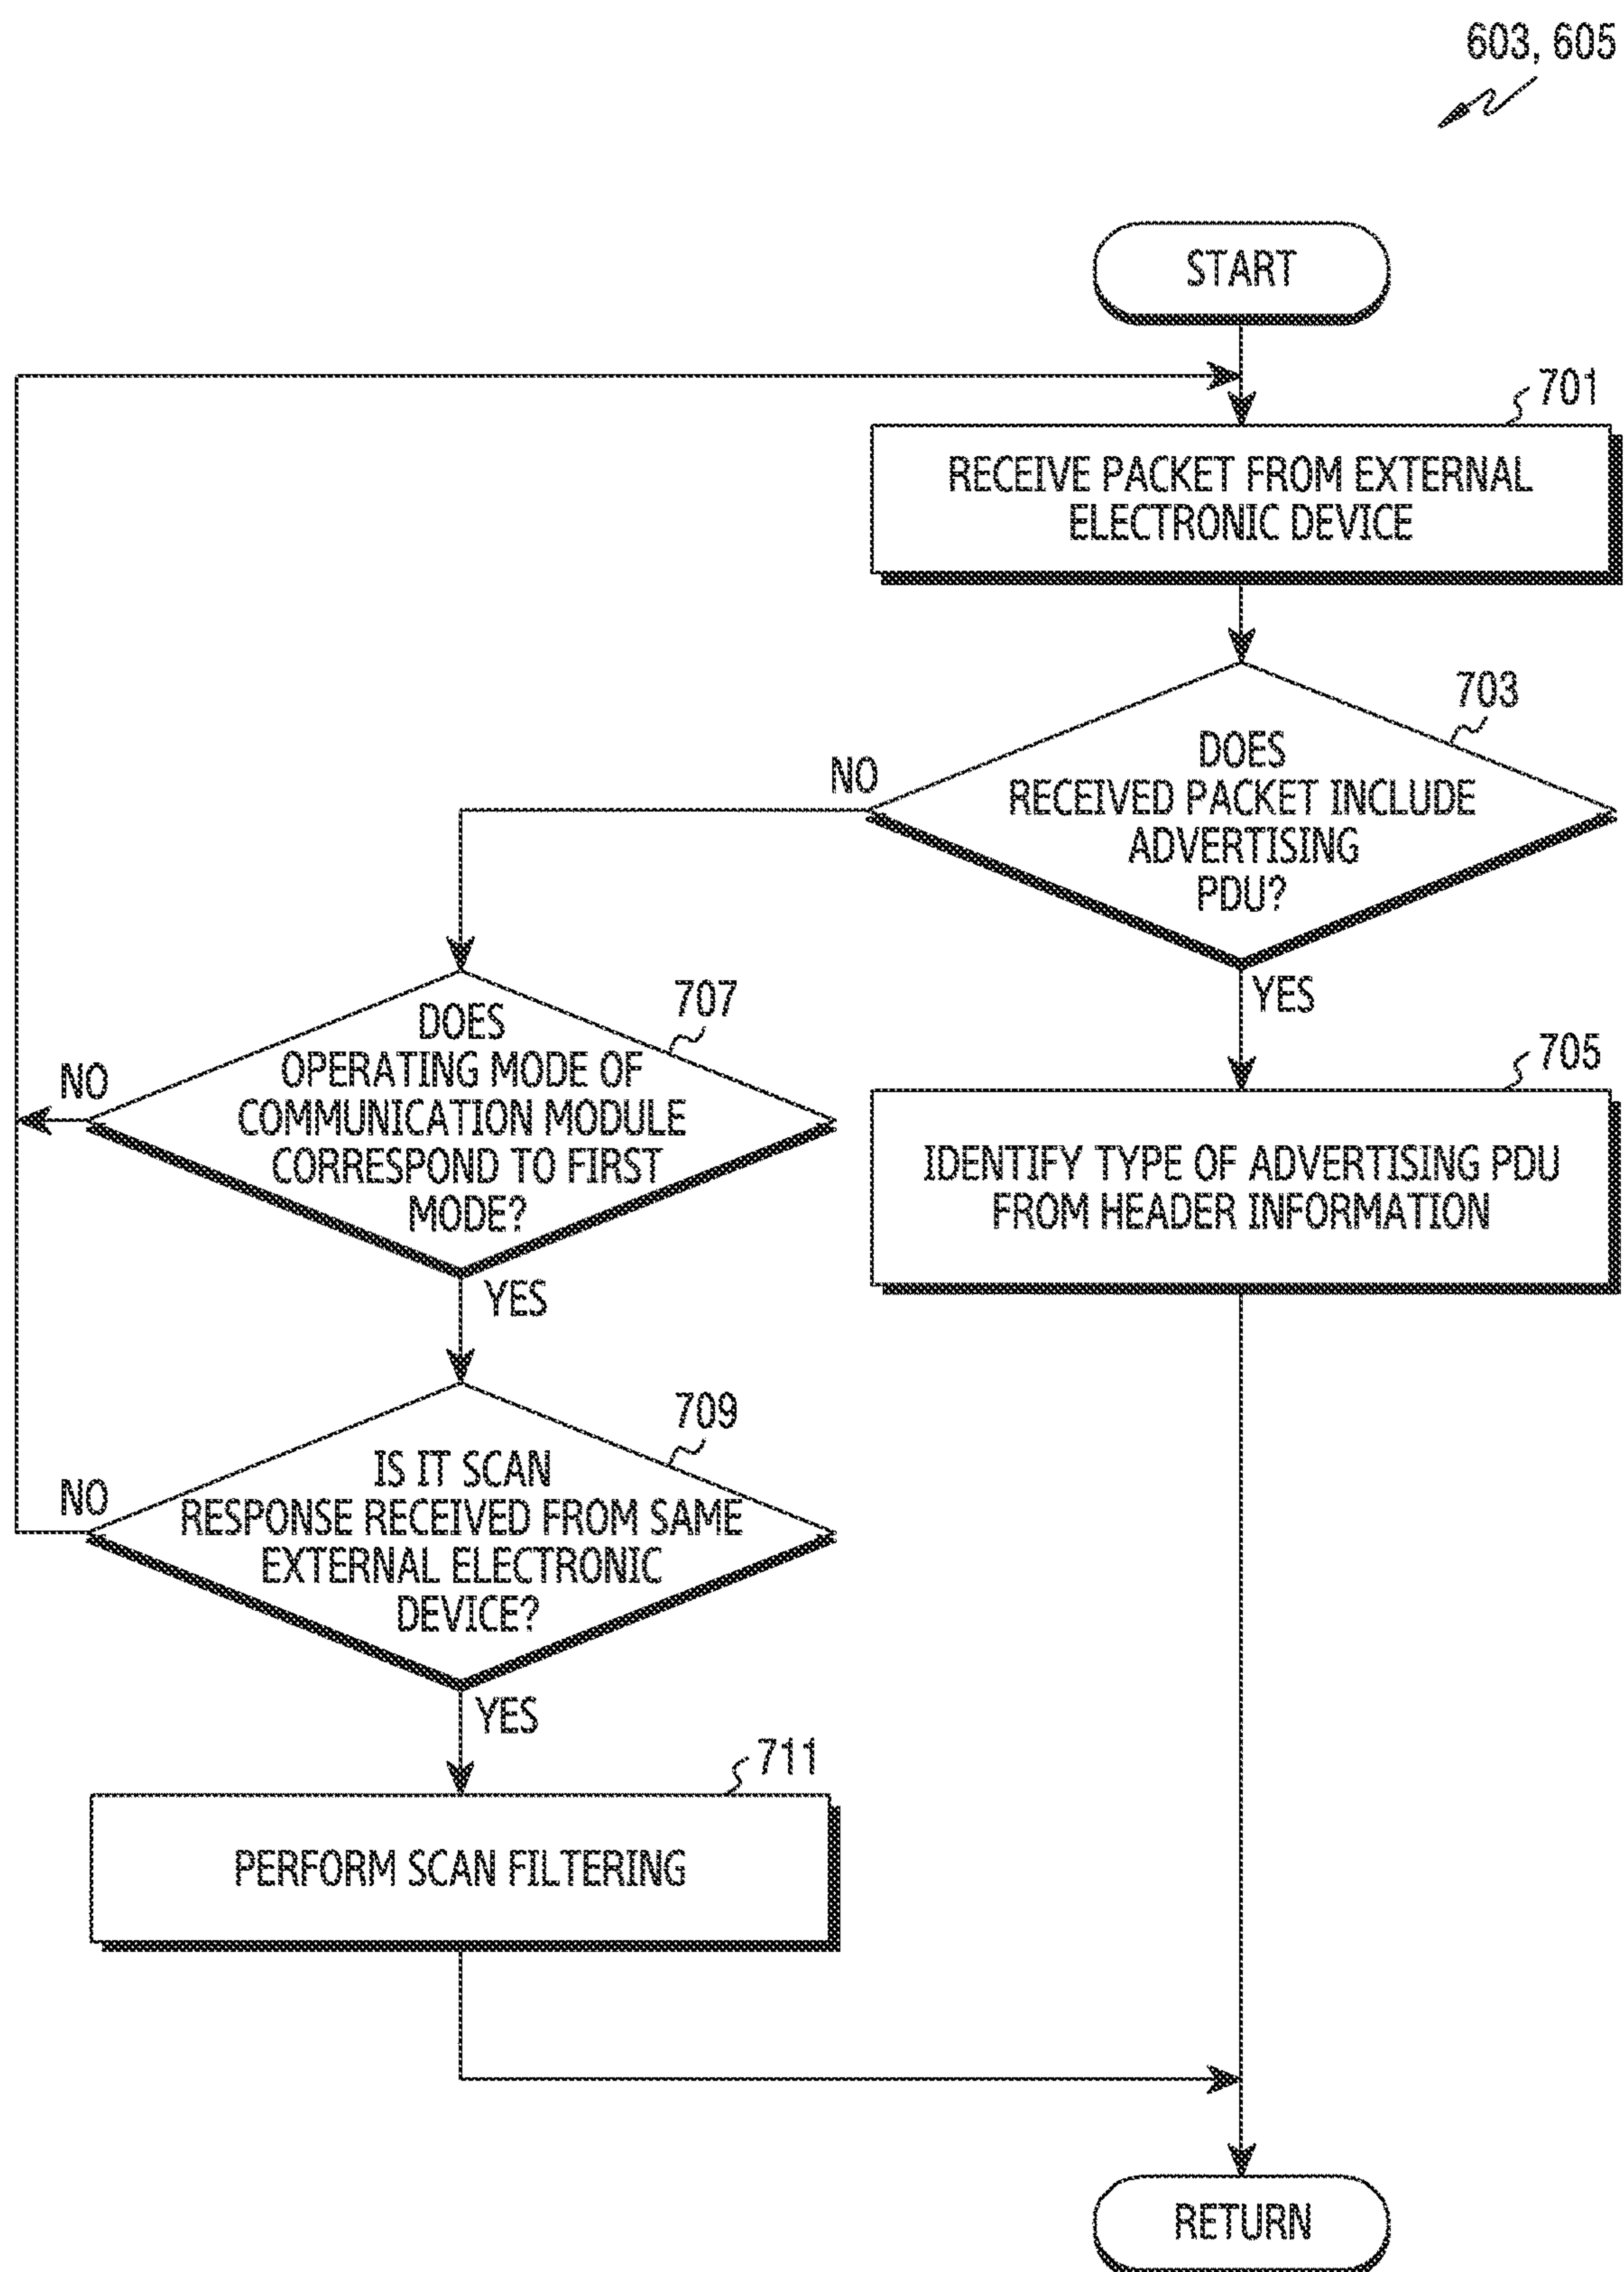 603, 605
START
701
RECEIVE PACKET FROM EXTERNAL
ELECTRONIC DEVICE
703
DOES
RECEIVED PACKET INCLUDE
ADVERTISING
PDU?
NO
YES
705
IDENTIFY TYPE OF ADVERTISING PDU
FROM HEADER INFORMATION
707
DOES
OPERATING MODE OF
COMMUNICATION MODULE
CORRESPOND TO FIRST
MODE?
NO
YES
709
IS IT SCAN
RESPONSE RECEIVED FROM SAME
EXTERNAL ELECTRONIC
DEVICE?
NO
YES
711
PERFORM SCAN FILTERING
RETURN